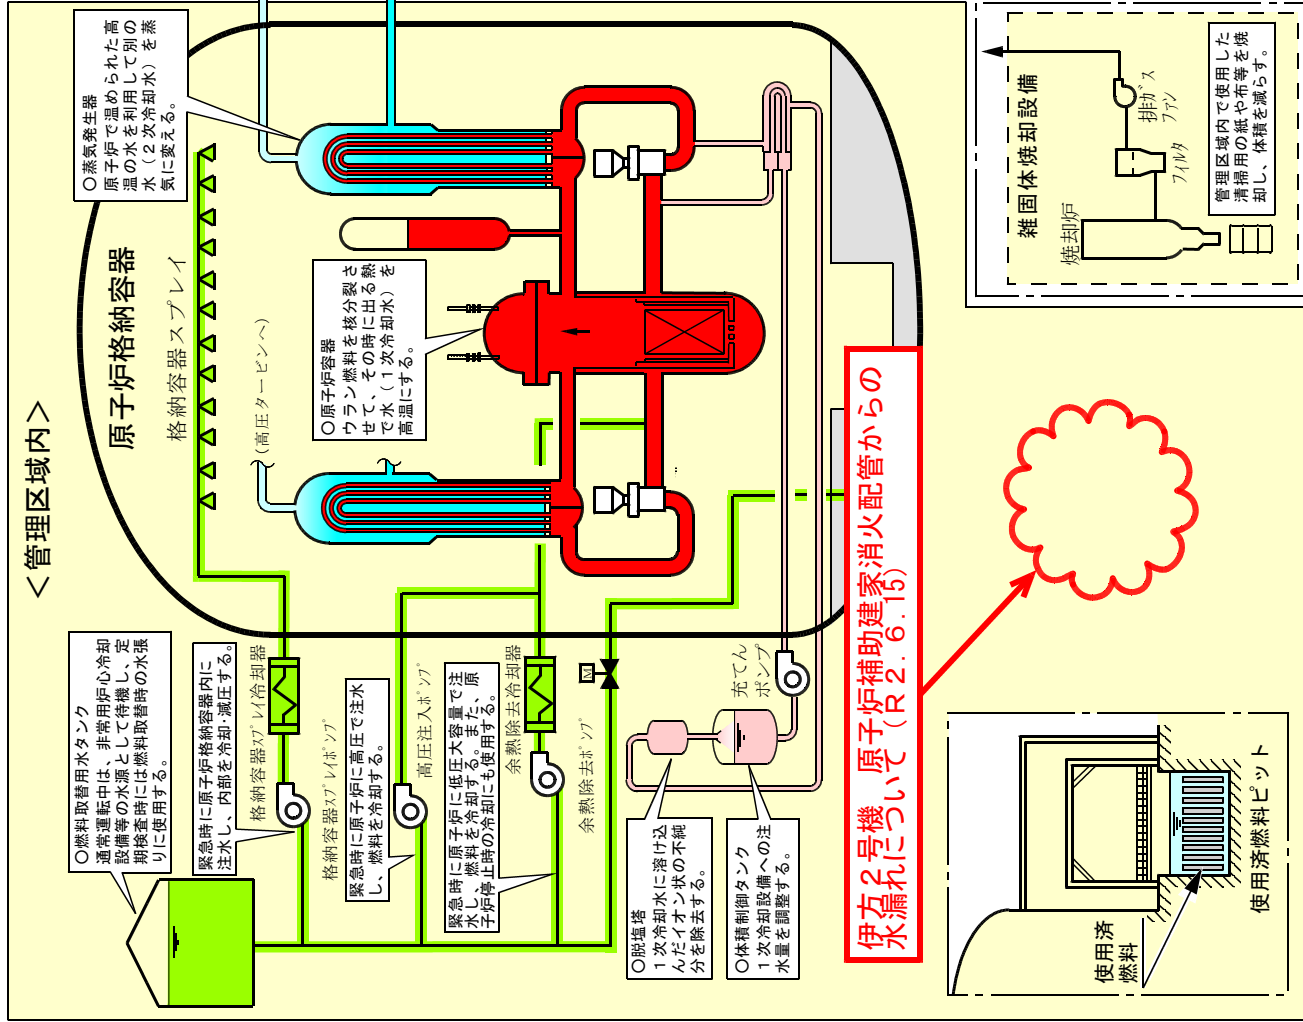 ＜管理区域内＞
原子炉格納容器
格納容器スプレイ
○蒸気発生器
原子炉で温められた高
温の水を利用して別の
水（２次冷却水）を蒸
気に変える。
(高圧タービンへ)
○原子炉容器
ウラン燃料を核分裂さ
せて、その時に出る熱
で水（１次冷却水）を
高温にする。
○燃料取替用水タンク
通常運転中は、非常用炉心冷却
設備等の水源として待機し、定
期検査時には燃料取替時の水張
りに使用する。
緊急時に原子炉格納容器内に
注水し、内部を冷却・減圧する。
格納容器ｽﾌﾟﾚｲ冷却器
格納容器ｽﾌﾟﾚｲﾎﾟﾝﾌﾟ
緊急時に原子炉に高圧で注水
し、燃料を冷却する。
高圧注入ﾎﾟﾝﾌﾟ
緊急時に原子炉に低圧大容量で注
水し、燃料を冷却する。また、原
子炉停止時の冷却にも使用する。
余熱除去冷却器
余熱除去ﾎﾟﾝﾌﾟ
M
○脱塩塔
１次冷却水に溶け込
んだイオン状の不純
分を除去する。
充てん
ポンプ
○体積制御タンク
１次冷却設備への注
水量を調整する。
伊方２号機　原子炉補助建家消火配管からの
水漏れについて（Ｒ２．６．15）
雑固体焼却設備
焼却炉
フィルタ
排ガス
ファン
管理区域内で使用した
清掃用の紙や布等を焼
却し、体積を減らす。
使用済
燃料
使用済燃料ピット